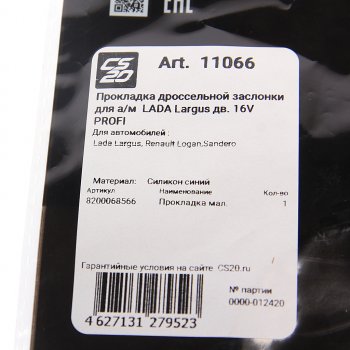 EAC
CS20
Art. 11066
Прокладка дроссельной заслонки
для а/м LADA Largus дв. 16V
PROFI
Для автомобилей :
Lada Largus, Renault Logan,Sandero
Материал: Силикон синий
Артикул Наименование Кол-во
8200068566 Прокладка мал. 1
Гарантийные условия на сайте CS20.ru
№ партии
0000-012420
4 627131 279523